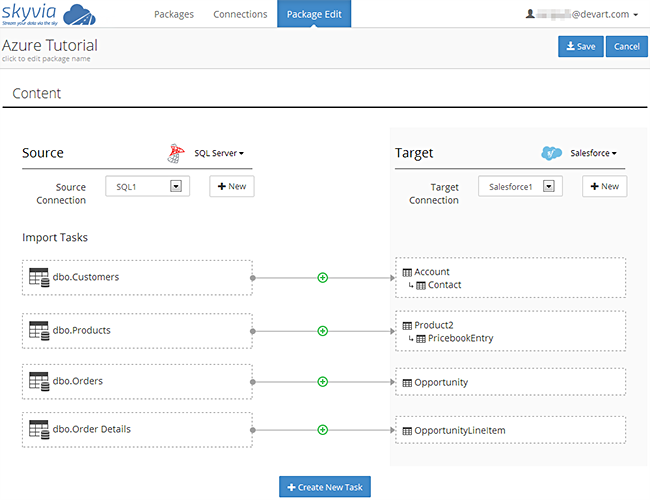 skyvia
Stream your data via the sky
Packages
Connections
Package Edit
@devart.com
Azure Tutorial
click to edit package name
Save
Cancel
Content
Source
SQL Server
Target
Salesforce
Source
Connection
SQL1
+ New
Target
Connection
Salesforce1
+ New
Import Tasks
dbo.Customers
Account
Contact
dbo.Products
Product2
PricebookEntry
dbo.Orders
Opportunity
dbo.Order Details
OpportunityLineItem
+ Create New Task